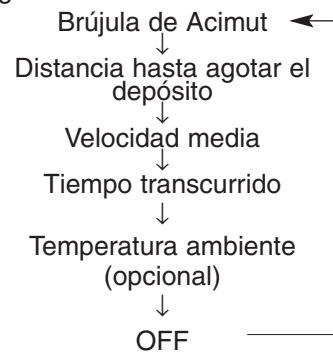 Brújula de Acimut
Distancia hasta agotar el
depósito
Velocidad media
Tiempo transcurrido
Temperatura ambiente
(opcional)
OFF